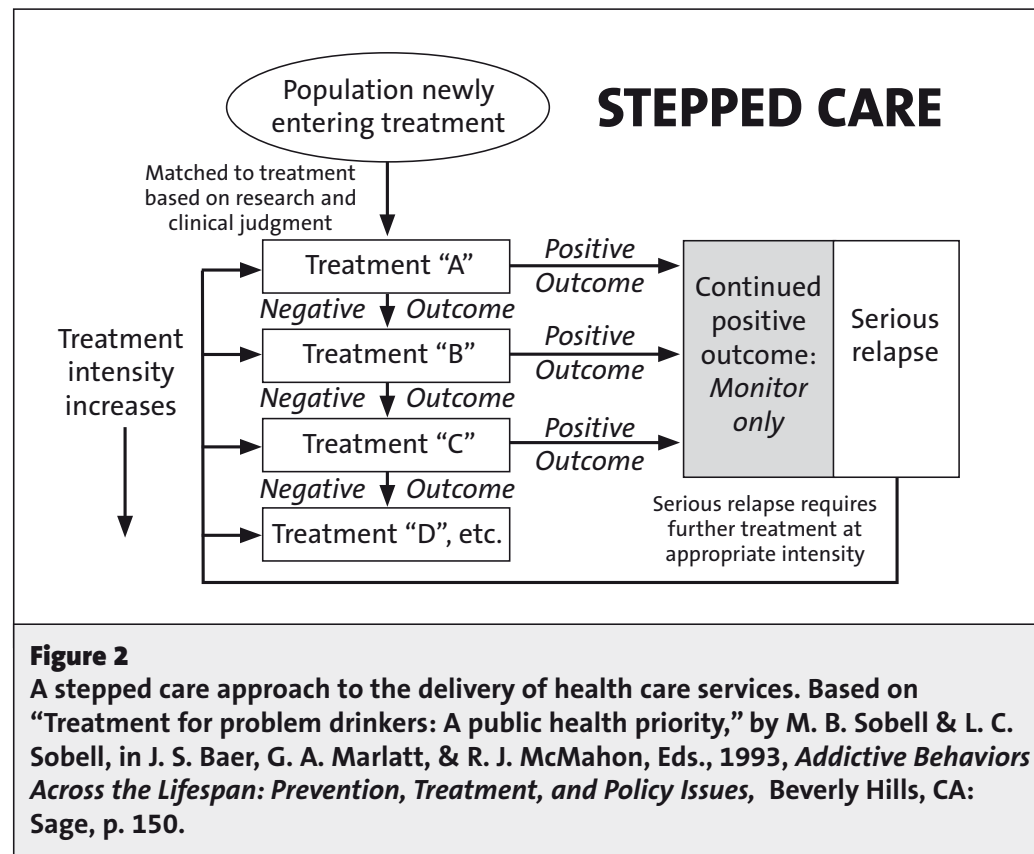 Population newly
entering treatment
STEPPED CARE
Matched to treatment
based on research and
clinical judgment
Treatment “A”
Positive
Outcome
Negative Outcome
Treatment “B”
Positive
Outcome
Negative Outcome
Treatment “C”
Positive
Outcome
Negative Outcome
Treatment “D”, etc.
Treatment
intensity
increases
Continued
positive
outcome:
Monitor
only
Serious
relapse
Serious relapse requires
further treatment at
appropriate intensity
Figure 2
A stepped care approach to the delivery of health care services. Based on
“Treatment for problem drinkers: A public health priority,” by M. B. Sobell & L. C.
Sobell, in J. S. Baer, G. A. Marlatt, & R. J. McMahon, Eds., 1993, Addictive Behaviors
Across the Lifespan: Prevention, Treatment, and Policy Issues, Beverly Hills, CA:
Sage, p. 150.